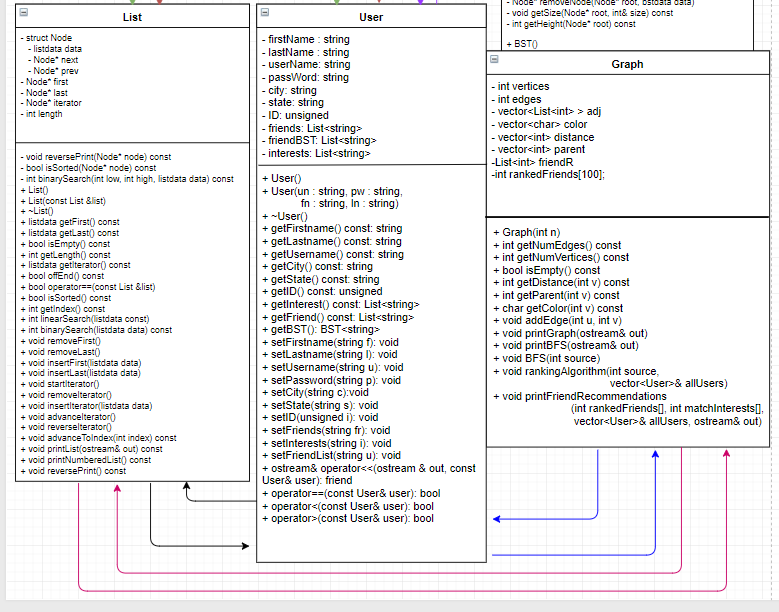 List
- struct Node
- listdata data
- Node* next
- Node* prev
- Node* first
- Node* last
- Node* iterator
- int length
- void reversePrint(Node* node) const
- bool isSorted(Node* node) const
- int binarySearch(int low, int high, listdata data) const
+ List()
+ List(const List &list)
+ ~List()
+ listdata getFirst() const
+ listdata getLast() const
+ bool isEmpty() const
+ int getLength() const
+ listdata getIterator() const
+ bool offEnd() const
+ bool operator==(const List &list)
+ bool isSorted() const
+ int getIndex() const
+ int linearSearch(listdata const)
+ int binarySearch(listdata data) const
+ void removeFirst()
+ void removeLast()
+ void insertFirst(listdata data)
+ void insertLast(listdata data)
+ void startIterator()
+ void removeIterator()
+ void insertIterator(listdata data)
+ void advanceIterator()
+ void reverseIterator()
+ void advanceToIndex(int index) const
+ void printList(ostream& out) const
+ void printNumberedList() const
+ void reversePrint() const
User
- firstName : string
- lastName : string
- userName: string
- passWord: string
- city: string
- state: string
- ID: unsigned
- friends: List<string>
- friendBST: List<string>
- interests: List<string>
+ User()
+ User(un : string, pw : string,
fn : string, ln : string)
+ ~User()
+ getFirstname() const: string
+ getLastname() const: string
+ getUsername() const: string
+ getCity() const: string
+ getState() const: string
+ getID() const: unsigned
+ getInterest() const: List<string>
+ getFriend() const: List<string>
+ getBST(): BST<string>
+ setFirstname(string f): void
+ setLastname(string l): void
+ setUsername(string u): void
+ setPassword(string p): void
+ setCity(string c):void
+ setState(string s): void
+ setID(unsigned i): void
+ setFriends(string fr): void
+ setInterests(string i): void
+ setFriendList(string u): void
+ ostream& operator<<(ostream & out, const
User& user): friend
+ operator==(const User& user): bool
+ operator<(const User& user): bool
+ operator>(const User& user): bool
- Node* removeNode(Node* root, bstdata data)
- void getSize(Node* root, int& size) const
- int getHeight(Node* root) const
+ BST()
Graph
- int vertices
- int edges
- vector<List<int> > adj
- vector<char> color
- vector<int> distance
- vector<int> parent
-List<int> friendR
-int rankedFriends[100];
+ Graph(int n)
+ int getNumEdges() const
+ int getNumVertices() const
+ bool isEmpty() const
+ int getDistance(int v) const
+ int getParent(int v) const
+ char getColor(int v) const
+ void addEdge(int u, int v)
+ void printGraph(ostream& out)
+ void printBFS(ostream& out)
+ void BFS(int source)
+ void rankingAlgorithm(int source,
vector<User>& allUsers)
+ void printFriendRecommendations
(int rankedFriends[], int matchInterests[],
vector<User>& allUsers, ostream& out)